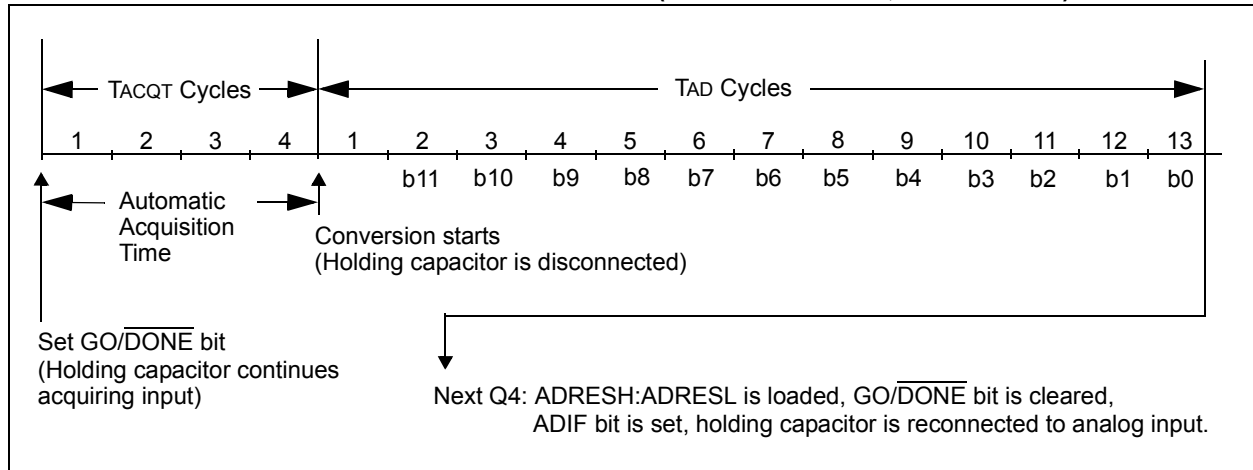 TACQT Cycles
TAD Cycles
1 2 3 4 1 2 3 4 5 6 7 8 9 10 11 12 13
b11 b10 b9 b8 b7 b6 b5 b4 b3 b2 b1 b0
Automatic
Acquisition
Time
Conversion starts
(Holding capacitor is disconnected)
Set GO/DONE bit
(Holding capacitor continues
acquiring input)
Next Q4: ADRESH:ADRESL is loaded, GO/DONE bit is cleared,
ADIF bit is set, holding capacitor is reconnected to analog input.